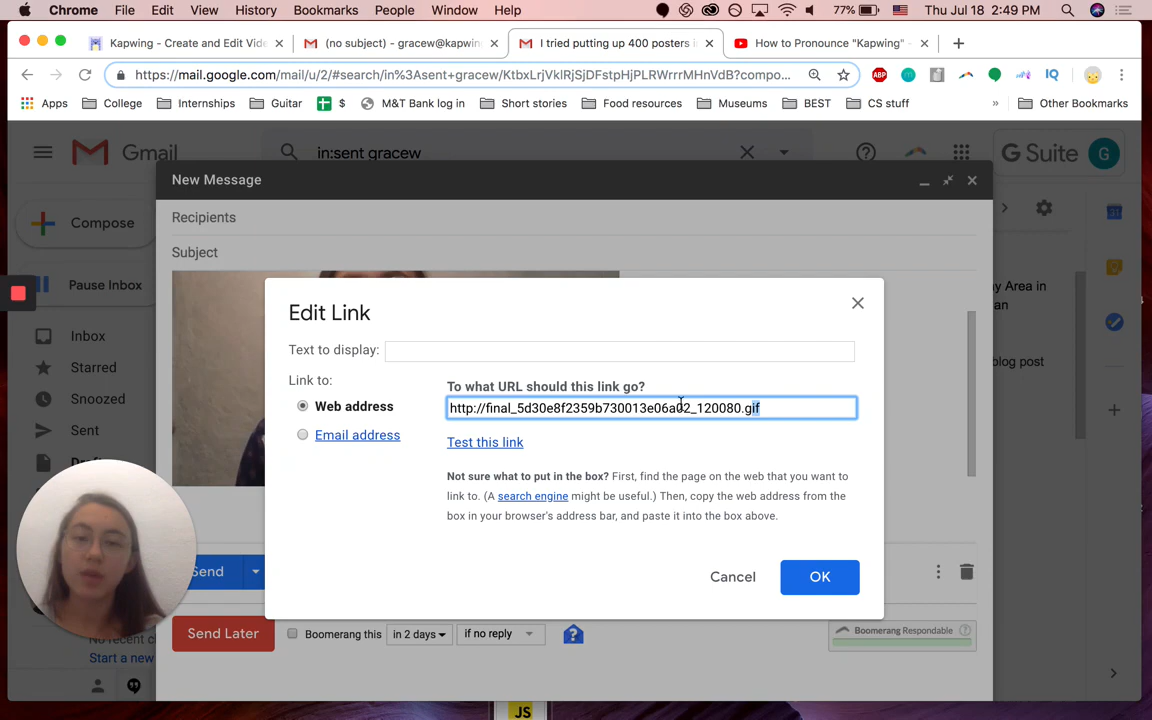 Chrome File Edit View History Bookmarks People Window Help 77% Thu Jul 18 2:49 PM
Kapwing - Create and Edit Vide × (no subject) - gracew@kapwin × I tried putting up 400 posters i × How to Pronounce "Kapwing" - × +
https://mail.google.com/mail/u/2/#search/in%3Asent+gracew/KtbxLrjVklRjSjDFstpHjPLRWrrrMHnVdB?compo... ABP IQ
Apps College Internships Guitar $ M&T Bank log in Short stories Food resources Museums BEST CS stuff » Other Bookmarks
Gmail in:sent gracew G Suite G
New Message
Compose
Recipients
Subject
Pause Inbox
Inbox
Starred
Snoozed
Sent
y Area in
an
blog post
Edit Link
Text to display:
Link to:
Web address
Email address
To what URL should this link go?
http://final_5d30e8f2359b730013e06a02_120080.gif
Test this link
Not sure what to put in the box? First, find the page on the web that you want to
link to. (A search engine might be useful.) Then, copy the web address from the
box in your browser's address bar, and paste it into the box above.
Cancel OK
Send
Send Later Boomerang this in 2 days if no reply ? Boomerang Respondable ?
No recent c
Start a new
JS